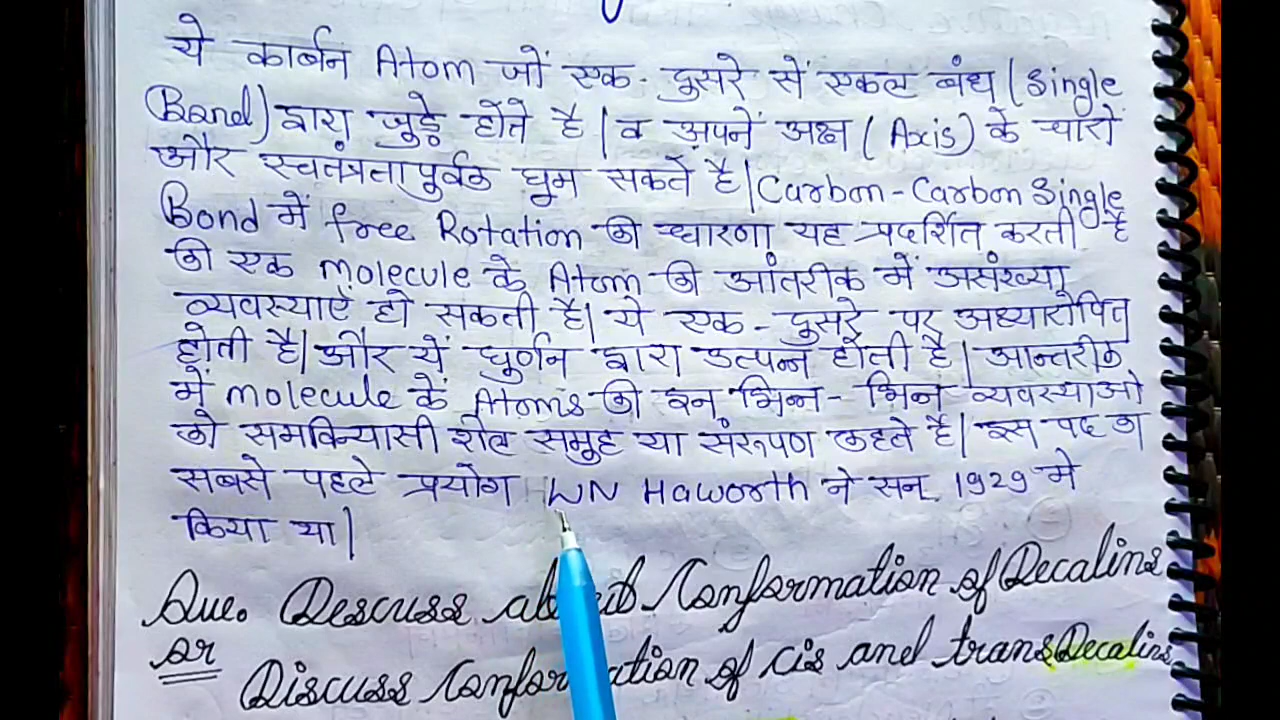 ये कार्बन Atom जों एक-दुसरे से एकल बंध (Single
Bond) द्वारा जुड़े होंते है। व अपनें अक्ष (Axis) के चारों
और स्वतंत्रतापुर्वक घूम सकतें है। Carbon-Carbon Single
Bond में free Rotation की धारणा यह प्रदर्शित करती है
की एक molecule के Atom की आंतरीक में असंख्या
व्यवस्थाऐं हो सकती है। ये एक-दुसरे पर अध्यारोपित
होती है। और यें घुर्णन द्वारा उत्पन्न होती है। आन्तरीक
में molecule कें Atoms की इन भिन्न-भिन्न व्यवस्थाओ
को समविन्यासी शील समुह या संरूपण कहते है। इस पद का
सबसे पहले प्रयोग WN Haworth ने सन् 1929 मे
किया था।
Que. Descuss about Conformation of Decalins
or
Discuss Conformation of cis and trans Decalins